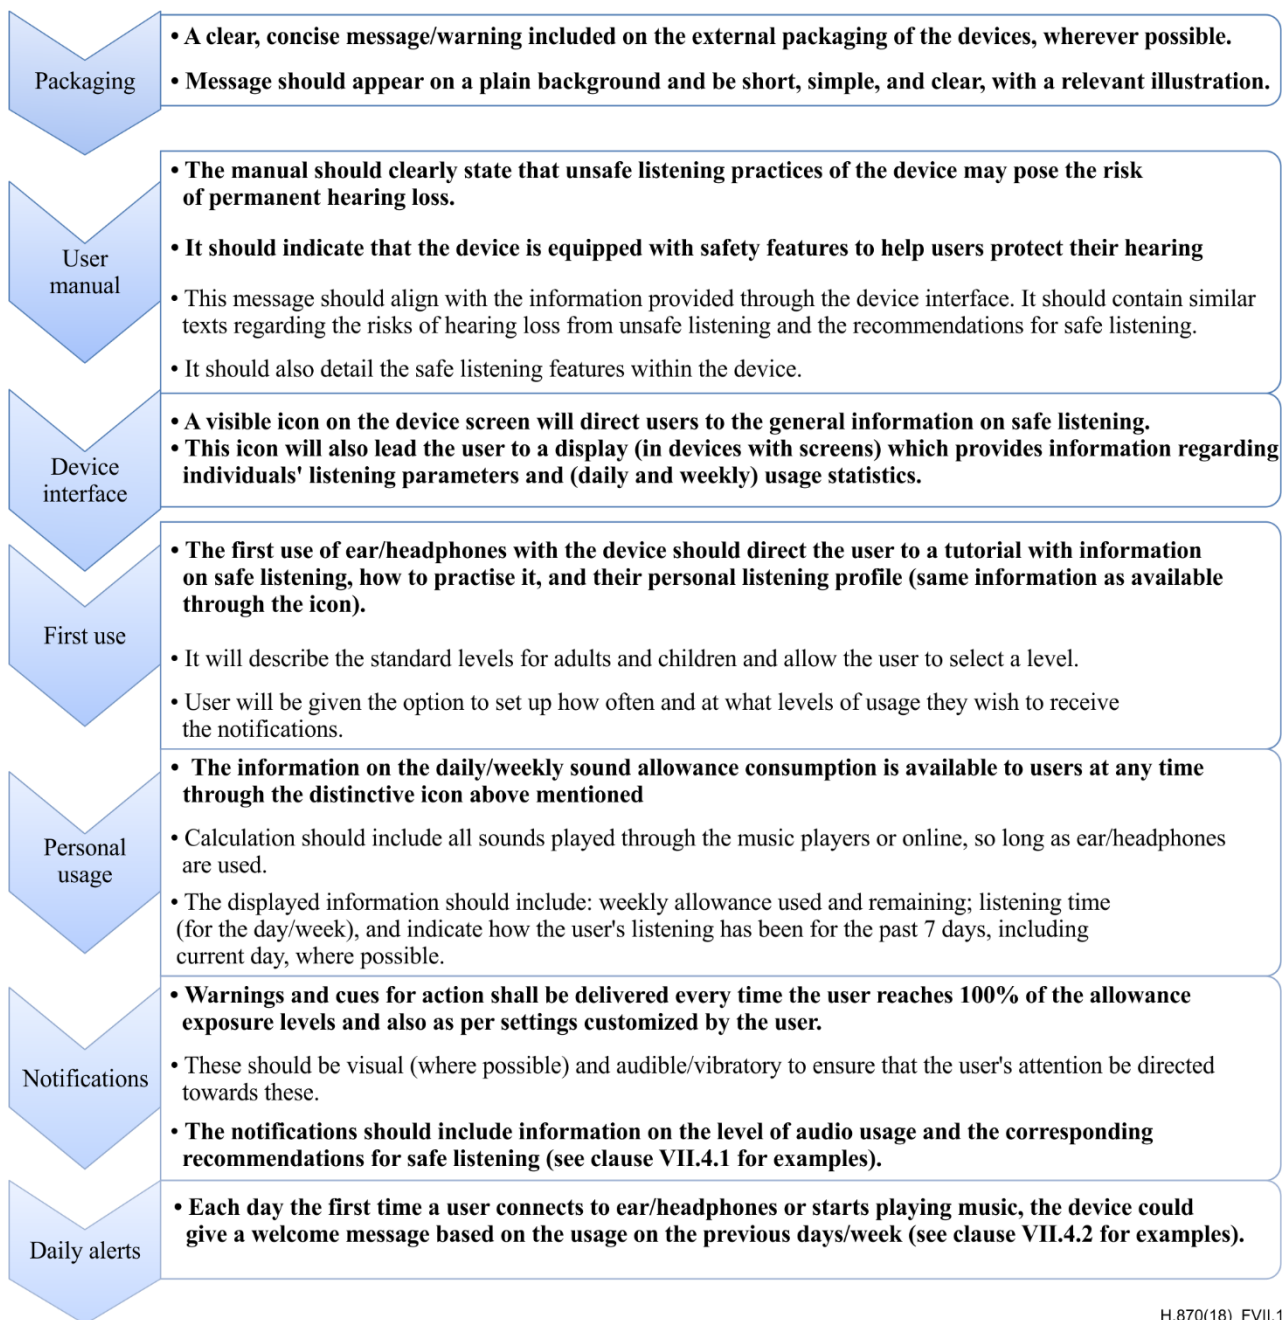 Packaging
• A clear, concise message/warning included on the external packaging of the devices, wherever possible.
• Message should appear on a plain background and be short, simple, and clear, with a relevant illustration.
User
manual
• The manual should clearly state that unsafe listening practices of the device may pose the risk
of permanent hearing loss.
• It should indicate that the device is equipped with safety features to help users protect their hearing
• This message should align with the information provided through the device interface. It should contain similar
texts regarding the risks of hearing loss from unsafe listening and the recommendations for safe listening.
• It should also detail the safe listening features within the device.
Device
interface
• A visible icon on the device screen will direct users to the general information on safe listening.
• This icon will also lead the user to a display (in devices with screens) which provides information regarding
individuals' listening parameters and (daily and weekly) usage statistics.
First use
• The first use of ear/headphones with the device should direct the user to a tutorial with information
on safe listening, how to practise it, and their personal listening profile (same information as available
through the icon).
• It will describe the standard levels for adults and children and allow the user to select a level.
• User will be given the option to set up how often and at what levels of usage they wish to receive
the notifications.
Personal
usage
• The information on the daily/weekly sound allowance consumption is available to users at any time
through the distinctive icon above mentioned
• Calculation should include all sounds played through the music players or online, so long as ear/headphones
are used.
• The displayed information should include: weekly allowance used and remaining; listening time
(for the day/week), and indicate how the user's listening has been for the past 7 days, including
current day, where possible.
Notifications
• Warnings and cues for action shall be delivered every time the user reaches 100% of the allowance
exposure levels and also as per settings customized by the user.
• These should be visual (where possible) and audible/vibratory to ensure that the user's attention be directed
towards these.
• The notifications should include information on the level of audio usage and the corresponding
recommendations for safe listening (see clause VII.4.1 for examples).
Daily alerts
• Each day the first time a user connects to ear/headphones or starts playing music, the device could
give a welcome message based on the usage on the previous days/week (see clause VII.4.2 for examples).
H.870(18)_FVII.1